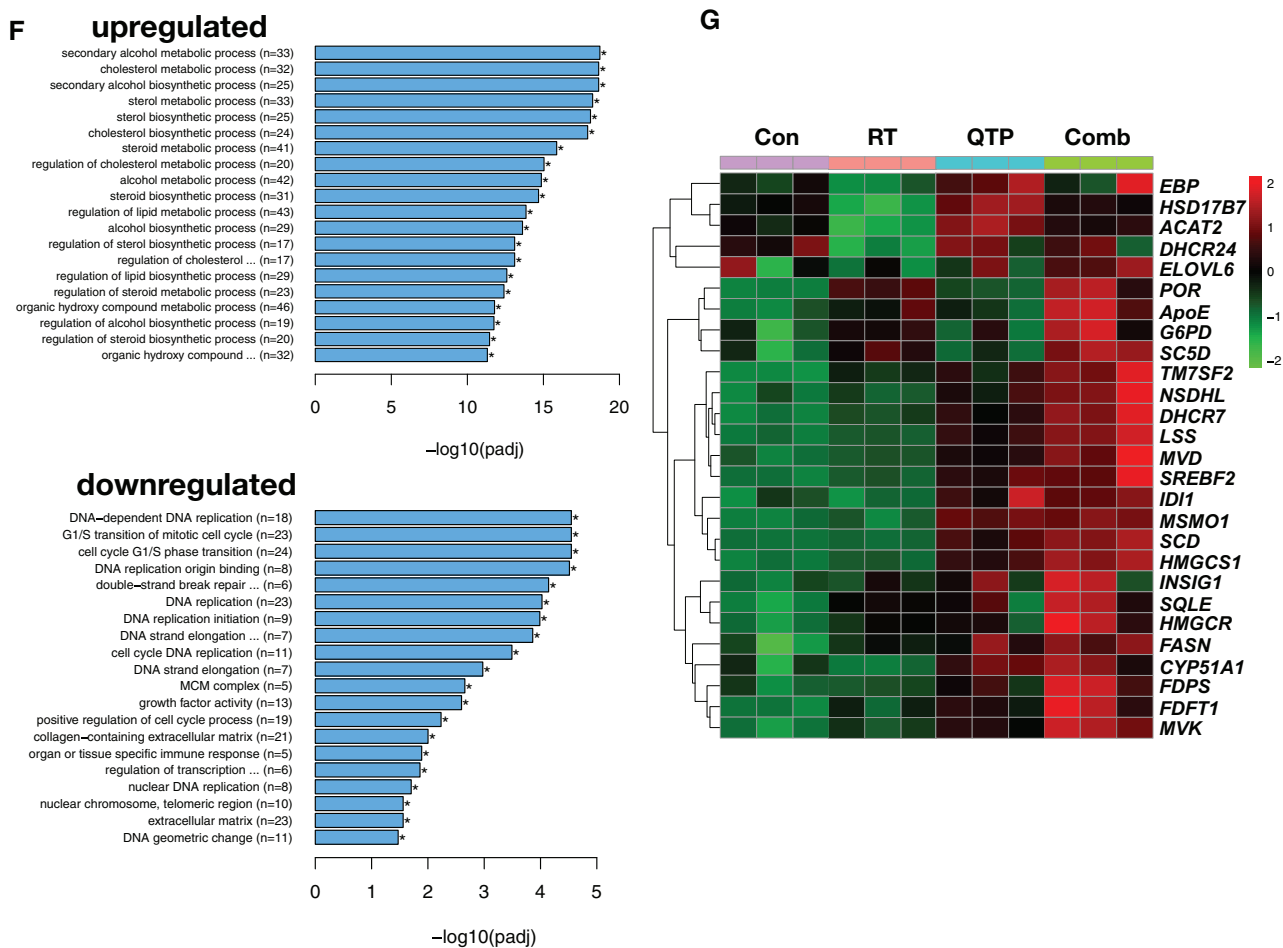 F
upregulated
secondary alcohol metabolic process (n=33)
cholesterol metabolic process (n=32)
secondary alcohol biosynthetic process (n=25)
sterol metabolic process (n=33)
sterol biosynthetic process (n=25)
cholesterol biosynthetic process (n=24)
steroid metabolic process (n=41)
regulation of cholesterol metabolic process (n=20)
alcohol metabolic process (n=42)
steroid biosynthetic process (n=31)
regulation of lipid metabolic process (n=43)
alcohol biosynthetic process (n=29)
regulation of sterol biosynthetic process (n=17)
regulation of cholesterol ... (n=17)
regulation of lipid biosynthetic process (n=29)
regulation of steroid metabolic process (n=23)
organic hydroxy compound metabolic process (n=46)
regulation of alcohol biosynthetic process (n=19)
regulation of steroid biosynthetic process (n=20)
organic hydroxy compound ... (n=32)
* * * * * * * * * * * * * * * * * * * *
0 5 10 15 20
−log10(padj)
downregulated
DNA−dependent DNA replication (n=18)
G1/S transition of mitotic cell cycle (n=23)
cell cycle G1/S phase transition (n=24)
DNA replication origin binding (n=8)
double−strand break repair ... (n=6)
DNA replication (n=23)
DNA replication initiation (n=9)
DNA strand elongation ... (n=7)
cell cycle DNA replication (n=11)
DNA strand elongation (n=7)
MCM complex (n=5)
growth factor activity (n=13)
positive regulation of cell cycle process (n=19)
collagen−containing extracellular matrix (n=21)
organ or tissue specific immune response (n=5)
regulation of transcription ... (n=6)
nuclear DNA replication (n=8)
nuclear chromosome, telomeric region (n=10)
extracellular matrix (n=23)
DNA geometric change (n=11)
* * * * * * * * * * * * * * * * * * * *
0 1 2 3 4 5
−log10(padj)
G
Con RT QTP Comb
EBP
HSD17B7
ACAT2
DHCR24
ELOVL6
POR
ApoE
G6PD
SC5D
TM7SF2
NSDHL
DHCR7
LSS
MVD
SREBF2
IDI1
MSMO1
SCD
HMGCS1
INSIG1
SQLE
HMGCR
FASN
CYP51A1
FDPS
FDFT1
MVK
2
1
0
−1
−2